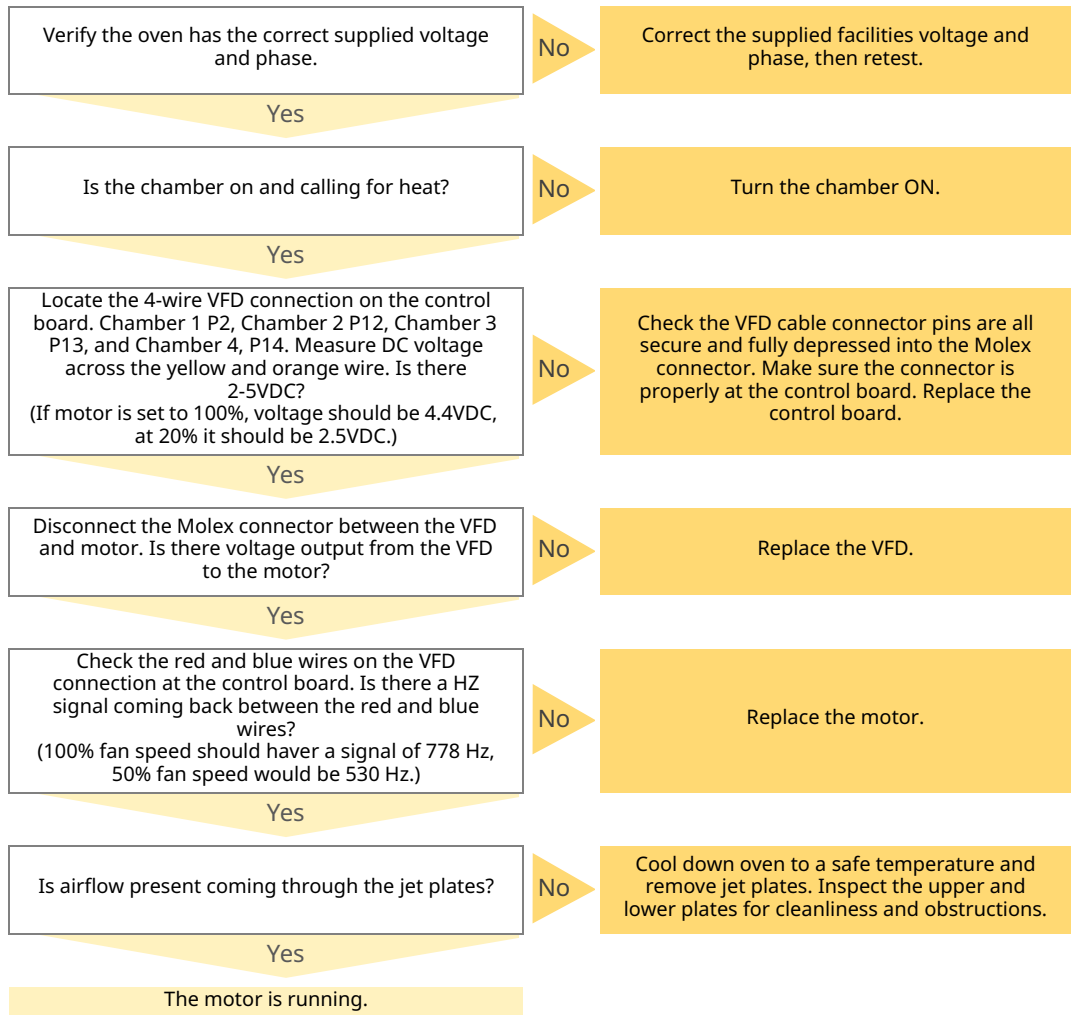 Verify the oven has the correct supplied voltage
and phase.
No
Correct the supplied facilities voltage and
phase, then retest.
Yes
Is the chamber on and calling for heat?
No
Turn the chamber ON.
Yes
Locate the 4-wire VFD connection on the control
board. Chamber 1 P2, Chamber 2 P12, Chamber 3
P13, and Chamber 4, P14. Measure DC voltage
across the yellow and orange wire. Is there
2-5VDC?
(If motor is set to 100%, voltage should be 4.4VDC,
at 20% it should be 2.5VDC.)
No
Check the VFD cable connector pins are all
secure and fully depressed into the Molex
connector. Make sure the connector is
properly at the control board. Replace the
control board.
Yes
Disconnect the Molex connector between the VFD
and motor. Is there voltage output from the VFD
to the motor?
No
Replace the VFD.
Yes
Check the red and blue wires on the VFD
connection at the control board. Is there a HZ
signal coming back between the red and blue
wires?
(100% fan speed should haver a signal of 778 Hz,
50% fan speed would be 530 Hz.)
No
Replace the motor.
Yes
Is airflow present coming through the jet plates?
No
Cool down oven to a safe temperature and
remove jet plates. Inspect the upper and
lower plates for cleanliness and obstructions.
Yes
The motor is running.